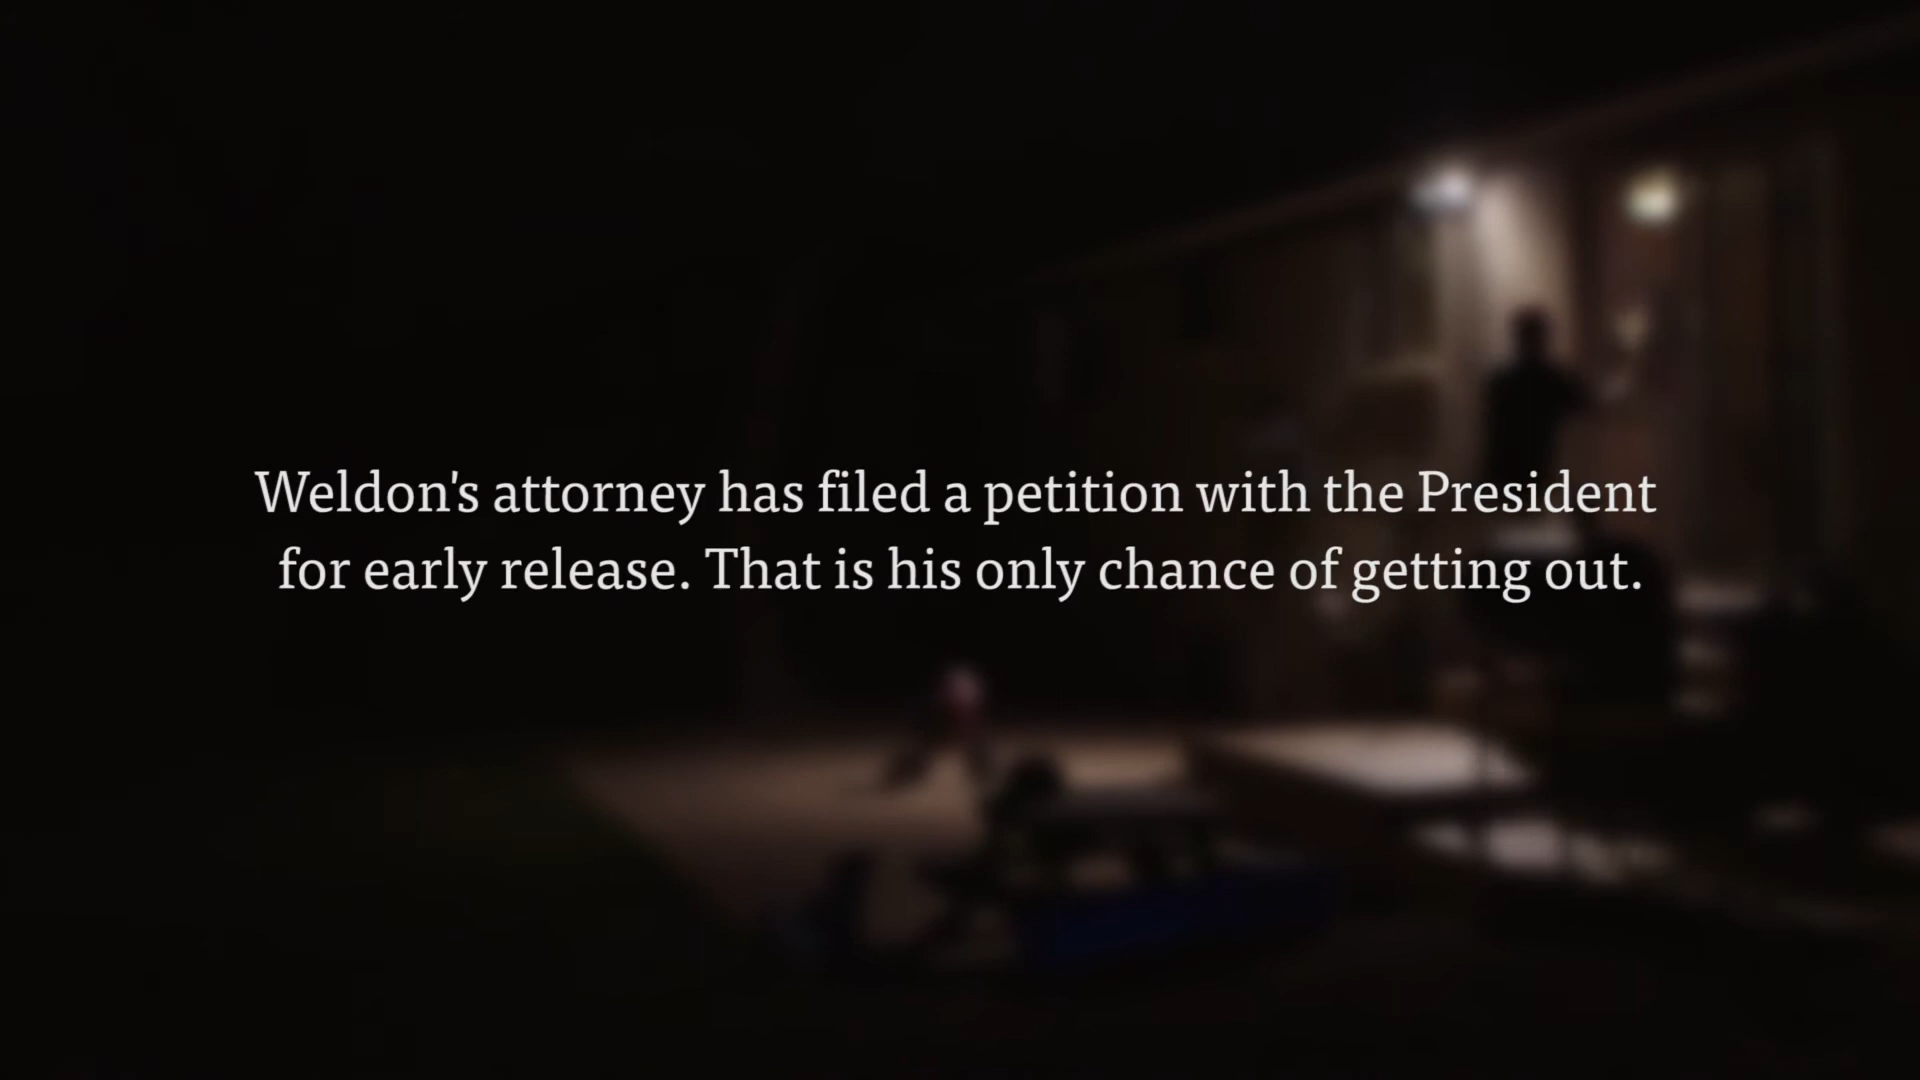 Weldon's attorney has filed a petition with the President
for early release. That is his only chance of getting out.